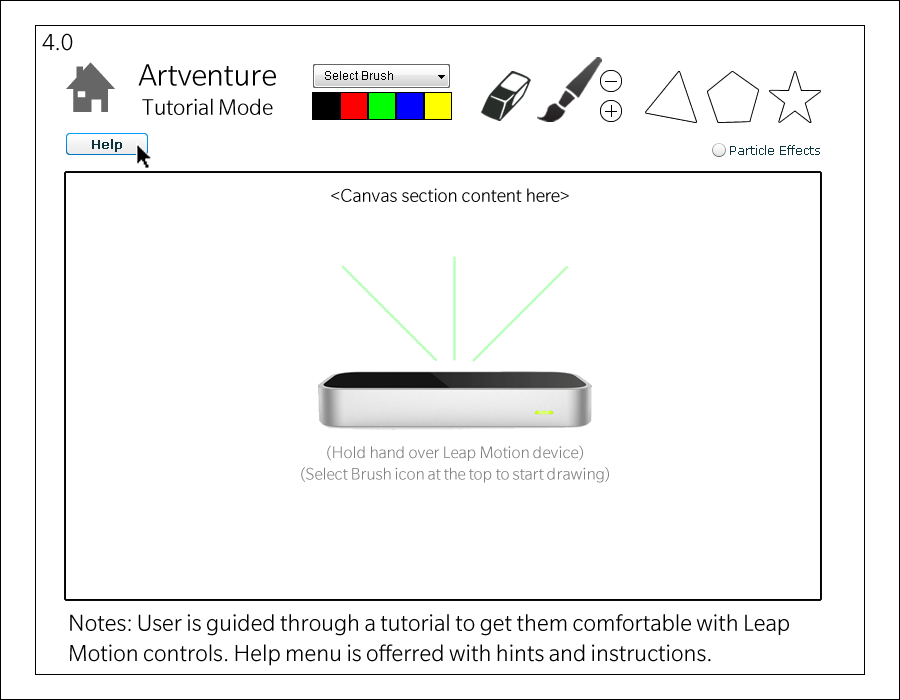 4.0
Artventure
Tutorial Mode
Select Brush
Help
Particle Effects
<Canvas section content here>
(Hold hand over Leap Motion device)
(Select Brush icon at the top to start drawing)
Notes: User is guided through a tutorial to get them comfortable with Leap
Motion controls. Help menu is offerred with hints and instructions.